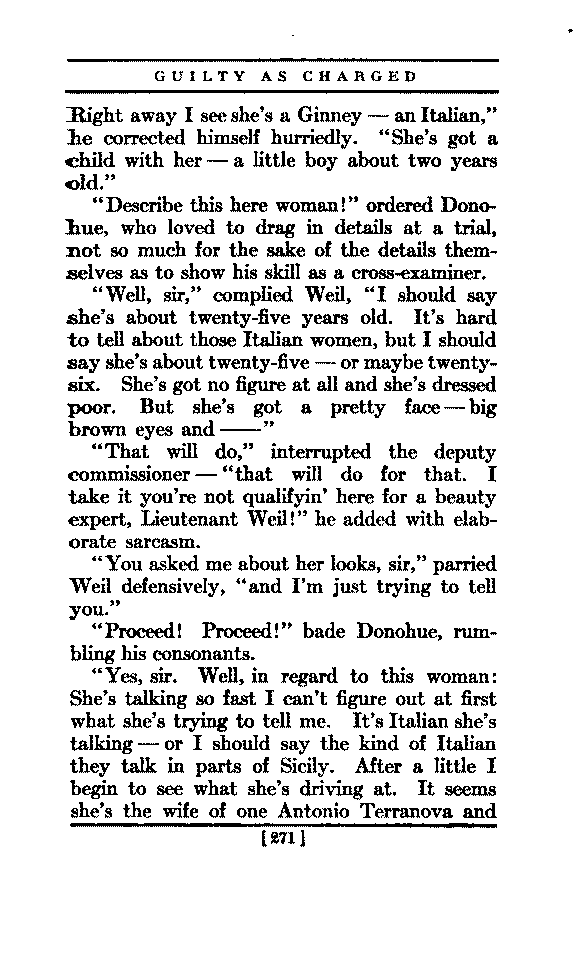 GUILTY AS CHARGED
Right away I see she's a Ginney — an Italian,”
he corrected himself hurriedly. “She's got a
child with her — a little boy about two years
old.”
“Describe this here woman!” ordered Dono-
hue, who loved to drag in details at a trial,
not so much for the sake of the details them-
selves as to show his skill as a cross-examiner.
“Well, sir,” complied Weil, “I should say
she's about twenty-five years old. It's hard
to tell about those Italian women, but I should
say she's about twenty-five — or maybe twenty-
six. She's got no figure at all and she's dressed
poor. But she's got a pretty face — big
brown eyes and ——”
“That will do,” interrupted the deputy
commissioner — “that will do for that. I
take it you're not qualifyin' here for a beauty
expert, Lieutenant Weil!” he added with elab-
orate sarcasm.
“You asked me about her looks, sir,” parried
Weil defensively, “and I'm just trying to tell
you.”
“Proceed! Proceed!” bade Donohue, rum-
bling his consonants.
“Yes, sir. Well, in regard to this woman:
She's talking so fast I can't figure out at first
what she's trying to tell me. It's Italian she's
talking — or I should say the kind of Italian
they talk in parts of Sicily. After a little I
begin to see what she's driving at. It seems
she's the wife of one Antonio Terranova and
[271]